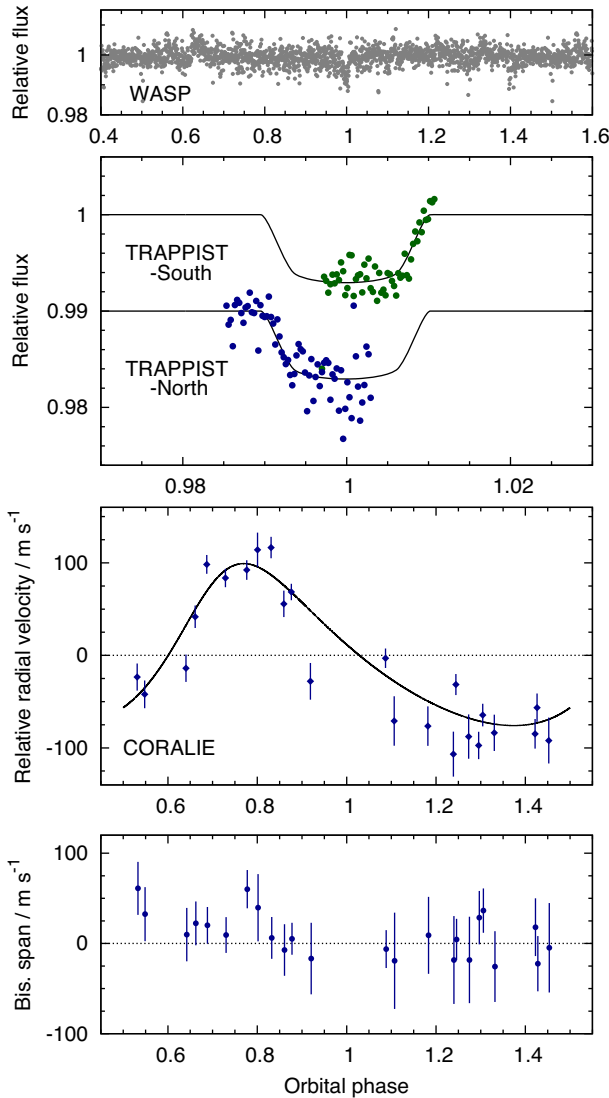 Relative flux
1
0.98
WASP
0.4 0.6 0.8 1 1.2 1.4 1.6
Relative flux
1
0.99
0.98
TRAPPIST
-South
TRAPPIST
-North
0.98 1 1.02
Relative radial velocity / m s⁻¹
100
0
-100
CORALIE
0.6 0.8 1 1.2 1.4
Bis. span / m s⁻¹
100
0
-100
0.6 0.8 1 1.2 1.4
Orbital phase